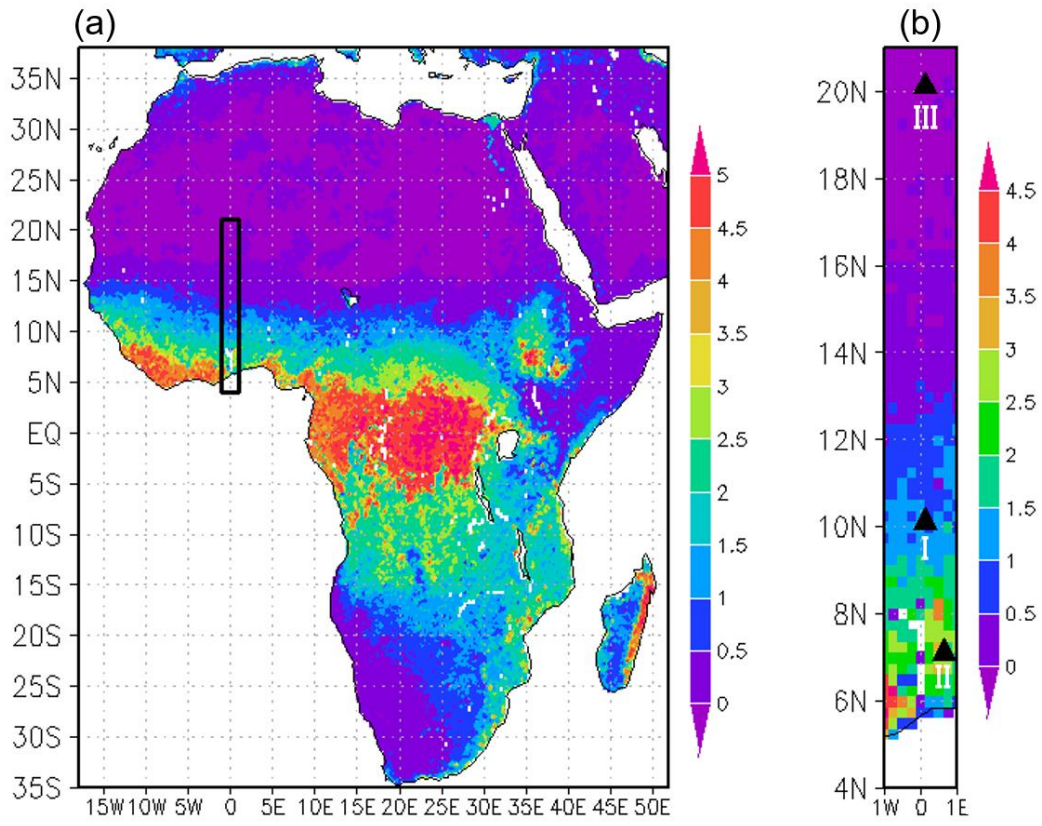 (a)
35N
30N
25N
20N
15N
10N
5N
EQ
5S
10S
15S
20S
25S
30S
35S
15W 10W 5W 0 5E 10E 15E 20E 25E 30E 35E 40E 45E 50E
5
4.5
4
3.5
3
2.5
2
1.5
1
0.5
0
(b)
20N
18N
16N
14N
12N
10N
8N
6N
4N
III
I
II
1W 0 1E
4.5
4
3.5
3
2.5
2
1.5
1
0.5
0